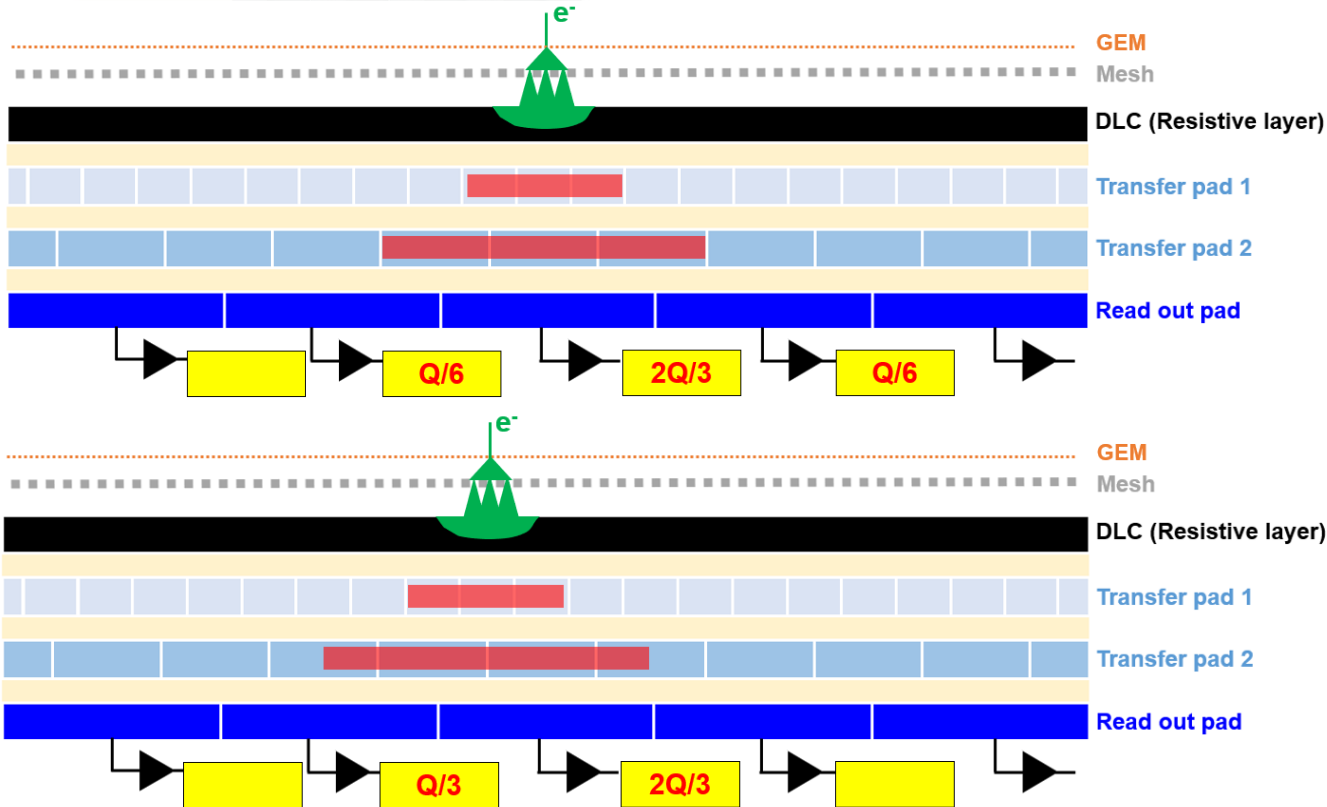 e-
GEM
Mesh
DLC (Resistive layer)
Transfer pad 1
Transfer pad 2
Read out pad
Q/6
2Q/3
Q/6
e-
GEM
Mesh
DLC (Resistive layer)
Transfer pad 1
Transfer pad 2
Read out pad
Q/3
2Q/3